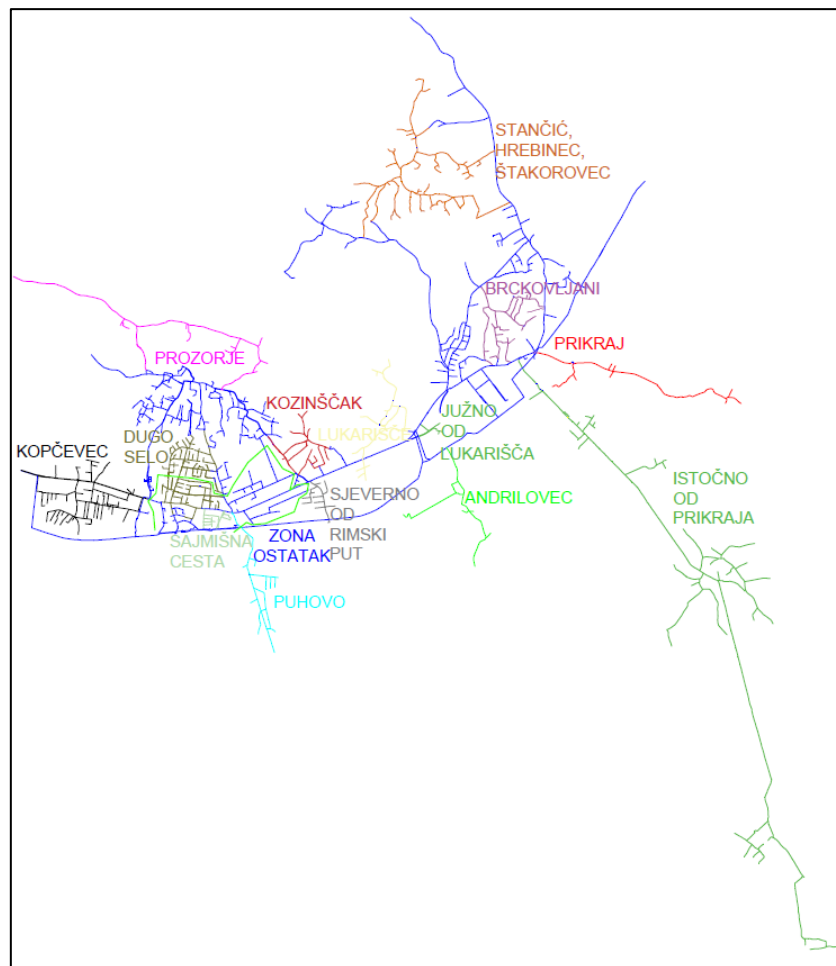 STANČIĆ,
HREBINEC,
ŠTAKOROVEC
BRCKOVLJANI
PRIKRAJ
PROZORJE
KOZINŠČAK
LUKARIŠĆE
JUŽNO
OD
LUKARIŠĆA
DUGO
SELO
KOPČEVEC
ISTOČNO
OD
PRIKRAJA
SJEVERNO
OD
RIMSKI
PUT
ANDRILOVEC
ŠAJMIŠNA
CESTA
ZONA
OSTATAK
PUHOVO